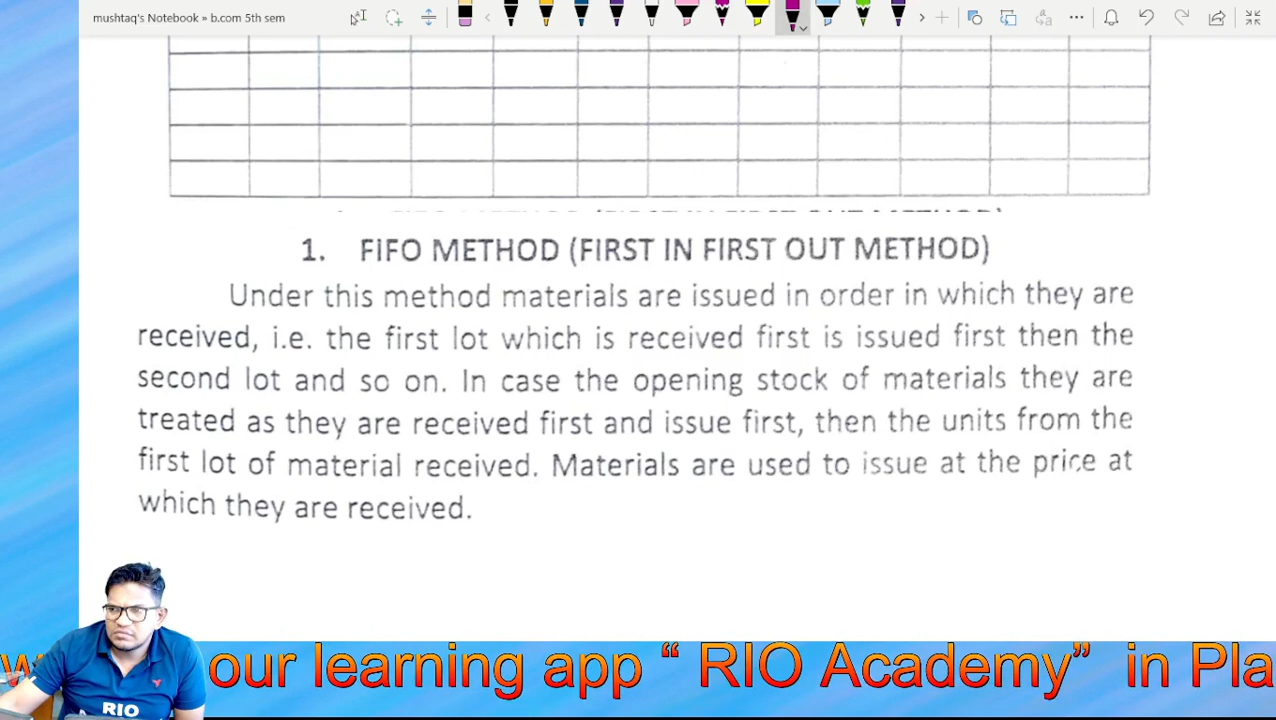 mushtaq's Notebook » b.com 5th sem
1. FIFO METHOD (FIRST IN FIRST OUT METHOD)
Under this method materials are issued in order in which they are
received, i.e. the first lot which is received first is issued first then the
second lot and so on. In case the opening stock of materials they are
treated as they are received first and issue first, then the units from the
first lot of material received. Materials are used to issue at the price at
which they are received.
our learning app “ RIO Academy” in Pla
RIO